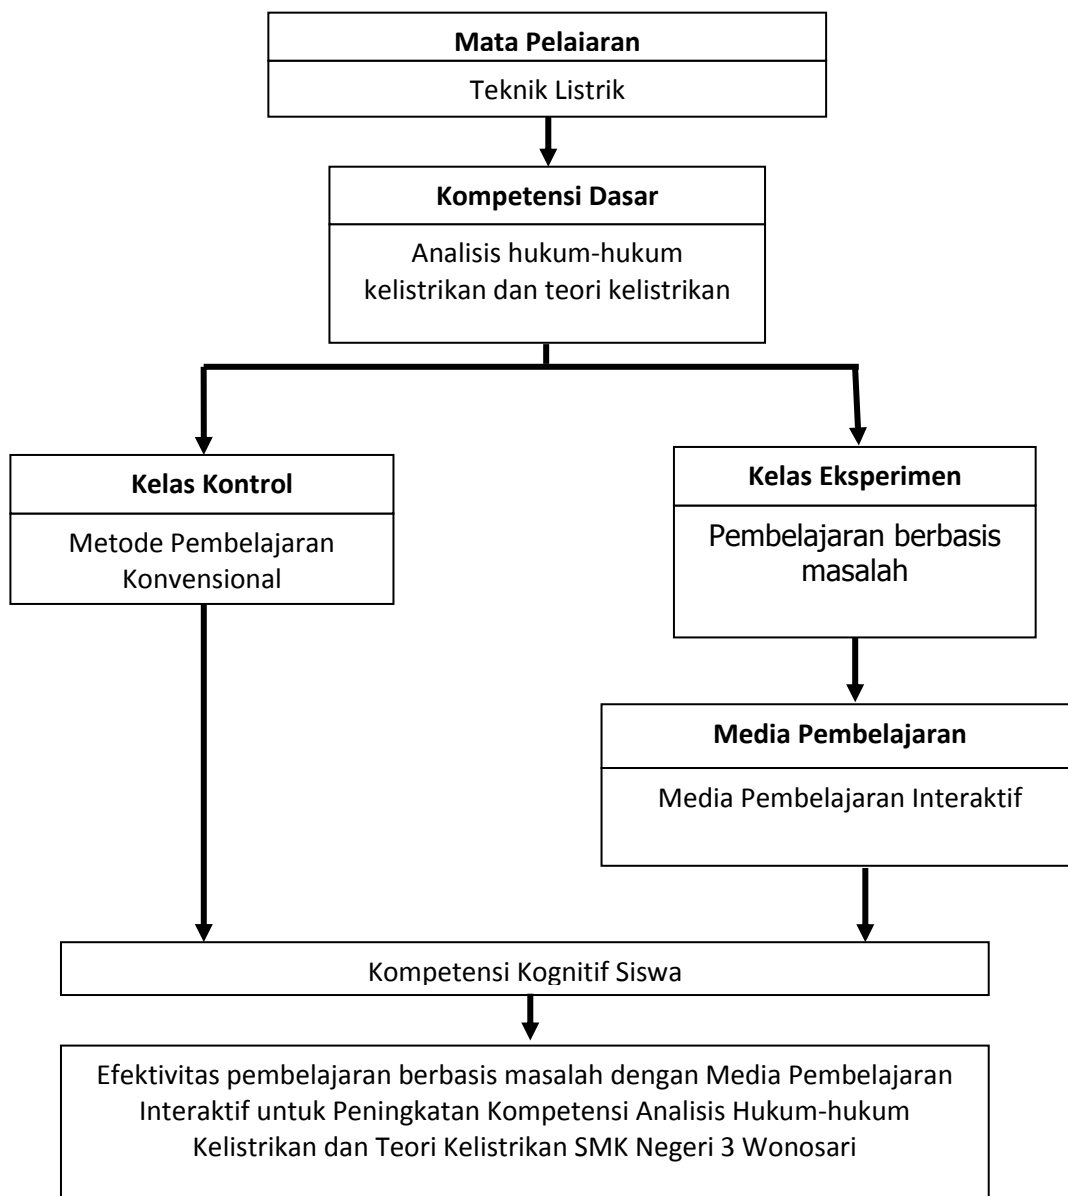 Mata Pelaiaran
Teknik Listrik
Kompetensi Dasar
Analisis hukum-hukum
kelistrikan dan teori kelistrikan
Kelas Kontrol
Metode Pembelajaran
Konvensional
Kelas Eksperimen
Pembelajaran berbasis
masalah
Media Pembelajaran
Media Pembelajaran Interaktif
Kompetensi Kognitif Siswa
Efektivitas pembelajaran berbasis masalah dengan Media Pembelajaran
Interaktif untuk Peningkatan Kompetensi Analisis Hukum-hukum
Kelistrikan dan Teori Kelistrikan SMK Negeri 3 Wonosari